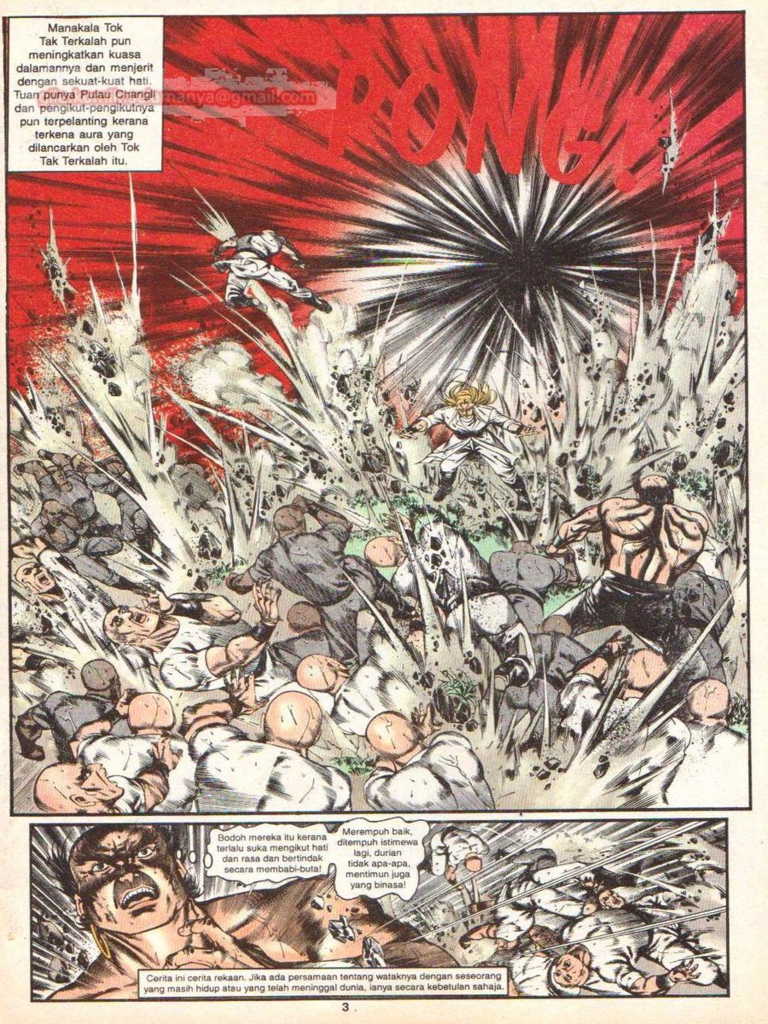 Manakala Tok
Tak Terkalah pun
meningkatkan kuasa
dalamannya dan menjerit
dengan sekuat-kuat hati.
Tuan punya Pulau Changli
dan pengikut-pengikutnya
pun terpelanting kerana
terkena aura yang
dilancarkan oleh Tok
Tak Terkalah itu.
PONG!
Bodoh mereka itu kerana
terlalu suka mengikut hati
dan rasa dan bertindak
secara membabi-buta!
Merempuh baik,
ditempuh istimewa
lagi, durian
tidak apa-apa,
mentimun juga
yang binasa!
Cerita ini cerita rekaan. Jika ada persamaan tentang wataknya dengan seseorang
yang masih hidup atau yang telah meninggal dunia, ianya secara kebetulan sahaja.
3